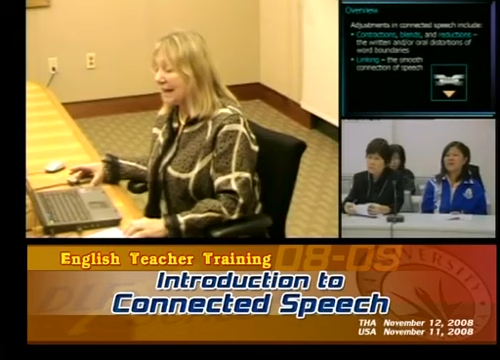 Overview
Adjustments in connected speech include:
• Contractions, blends, and reductions –
the written and/or oral distortions of
word boundaries
• Linking – the smooth
connection of speech
English Teacher Training
08-05
Introduction to
Connected Speech
THA November 12, 2008
USA November 11, 2008